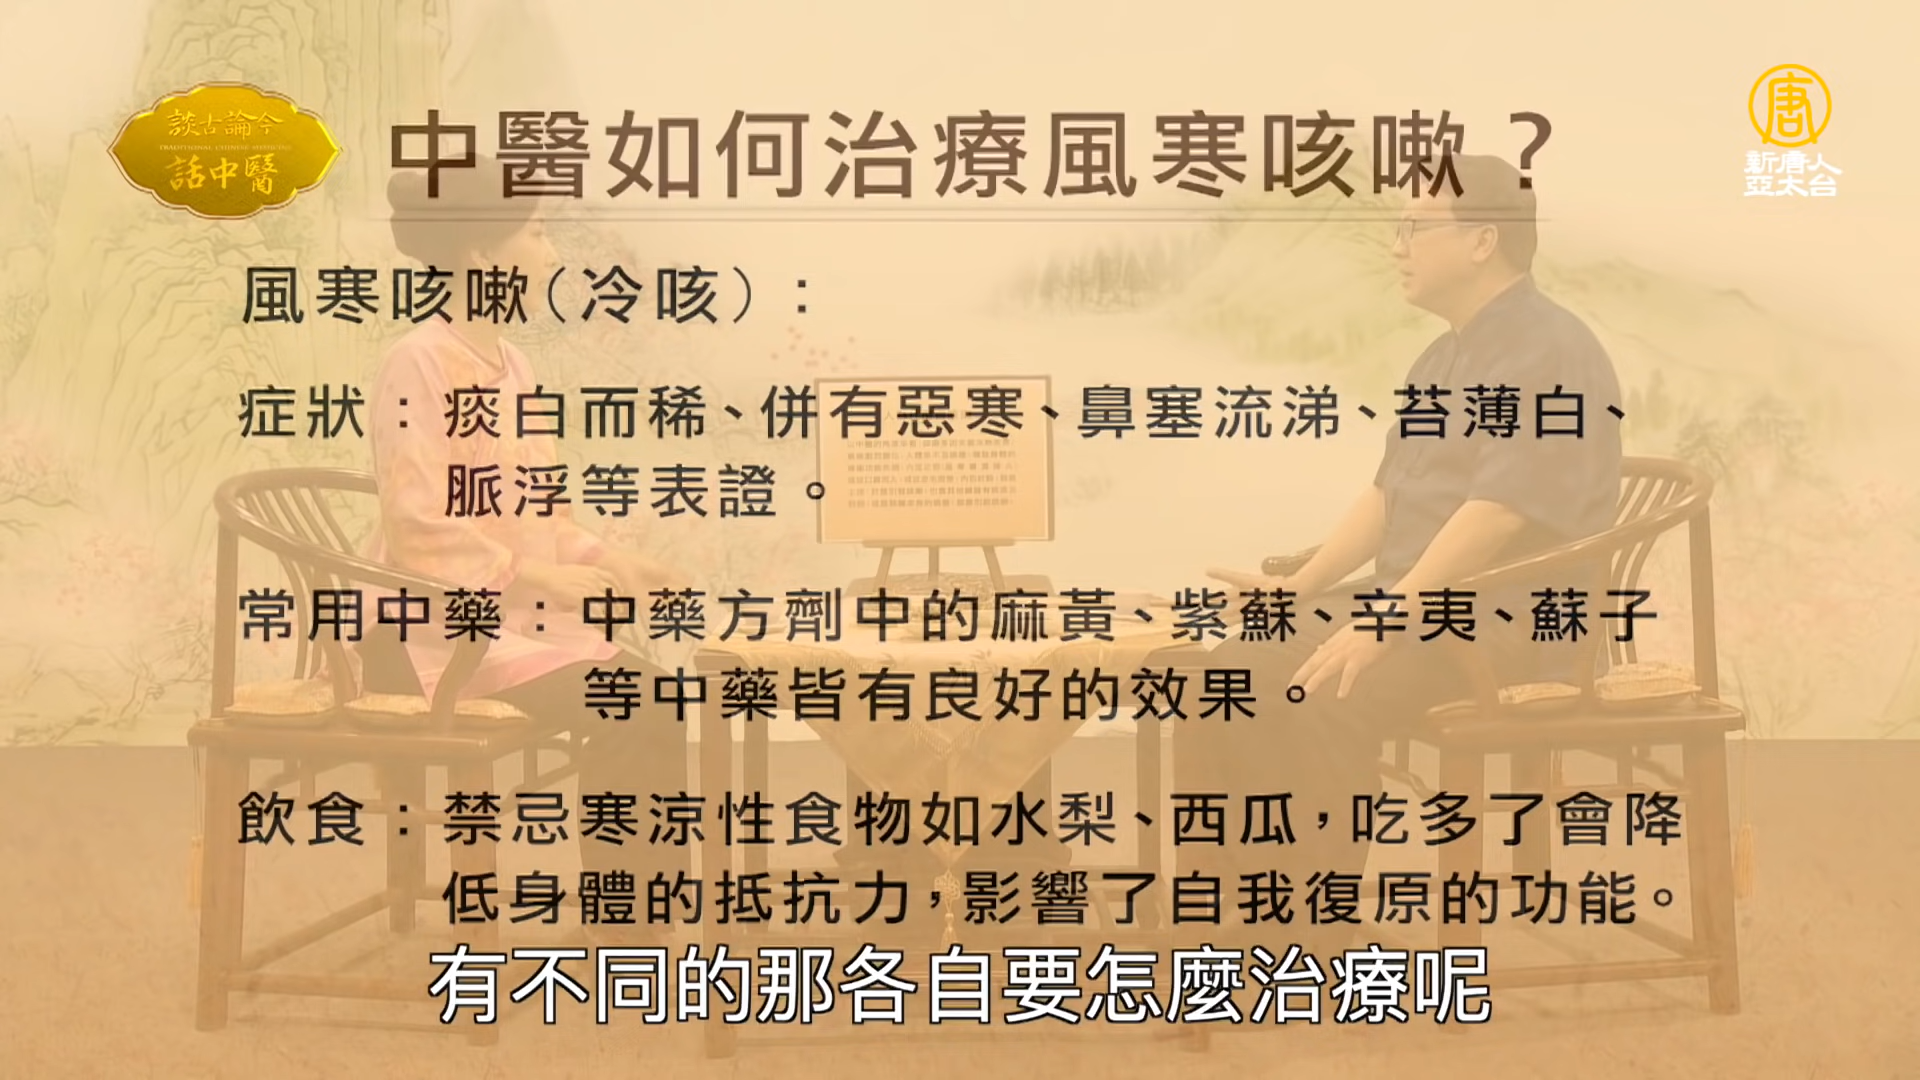 談古論今
TRADITIONAL CHINESE MEDICINE
話中醫
中醫如何治療風寒咳嗽？
唐
新唐人
亞太台
風寒咳嗽（冷咳）：
症狀：痰白而稀、併有惡寒、鼻塞流涕、苔薄白、
脈浮等表證。
常用中藥：中藥方劑中的麻黃、紫蘇、辛夷、蘇子
等中藥皆有良好的效果。
飲食：禁忌寒涼性食物如水梨、西瓜，吃多了會降
低身體的抵抗力，影響了自我復原的功能。
有不同的那各自要怎麼治療呢